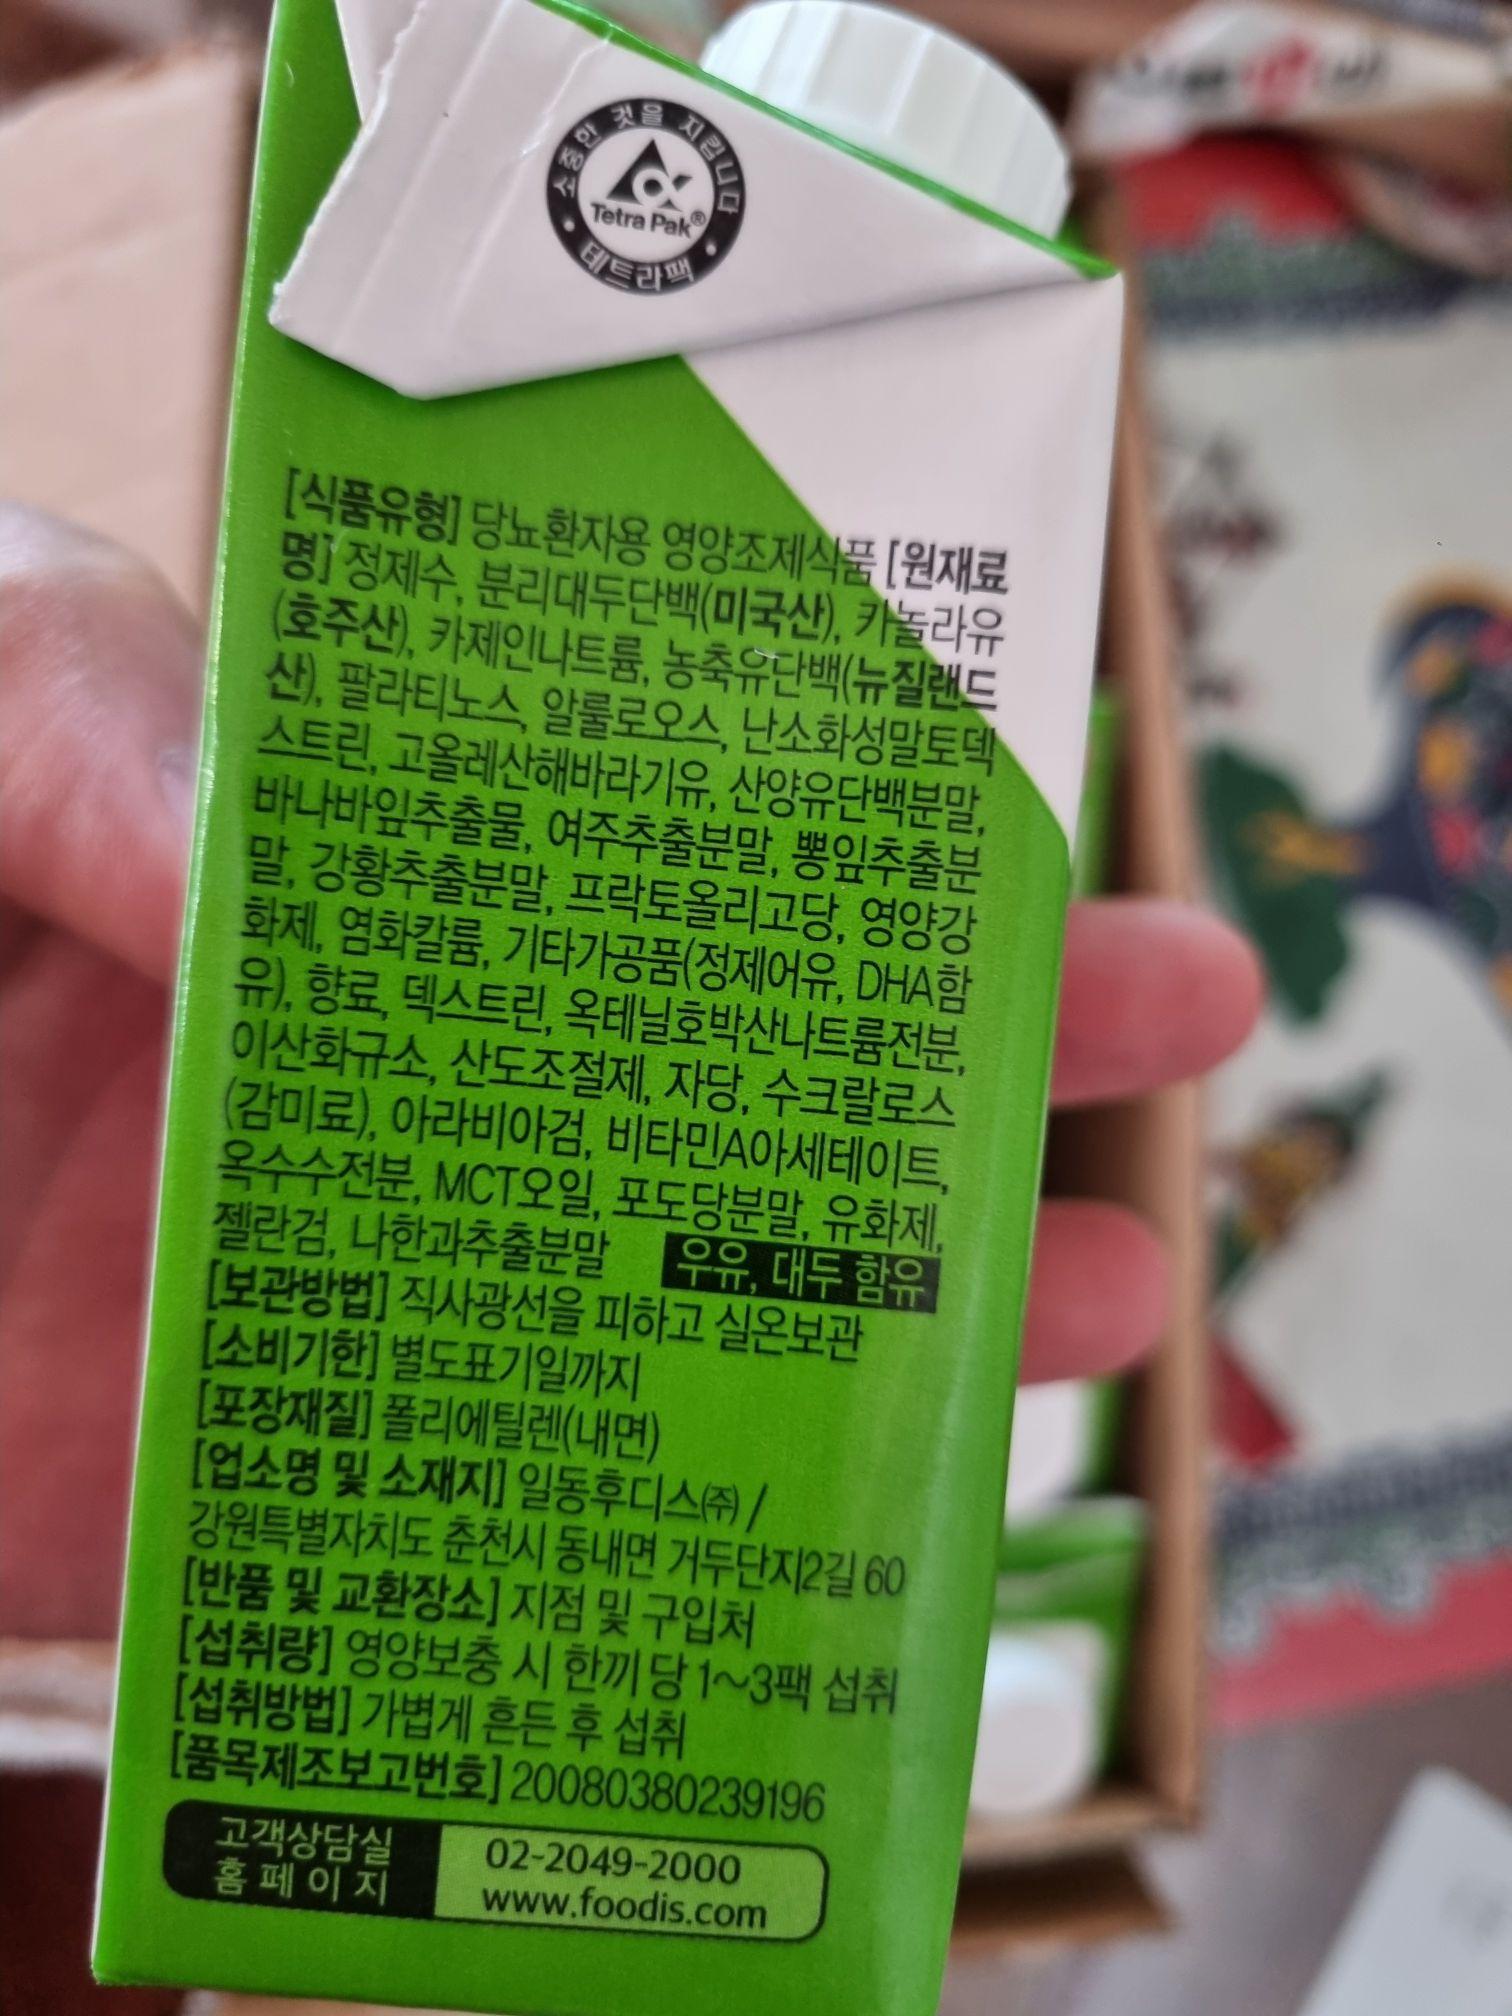 소중한 것을 지킵니다
Tetra Pak®
테트라팩
[식품유형] 당뇨환자용 영양조제식품 [원재료
명] 정제수, 분리대두단백(미국산), 카놀라유
(호주산), 카제인나트륨, 농축유단백(뉴질랜드
산), 팔라티노스, 알룰로오스, 난소화성말토덱
스트린, 고올레산해바라기유, 산양유단백분말,
바나바잎추출물, 여주추출분말, 뽕잎추출분
말, 강황추출분말, 프락토올리고당, 영양강
화제, 염화칼륨, 기타가공품(정제어유, DHA함
유), 향료, 덱스트린, 옥테닐호박산나트륨전분,
이산화규소, 산도조절제, 자당, 수크랄로스
(감미료), 아라비아검, 비타민A아세테이트,
옥수수전분, MCT오일, 포도당분말, 유화제,
젤란검, 나한과추출분말 우유, 대두 함유
[보관방법] 직사광선을 피하고 실온보관
[소비기한] 별도표기일까지
[포장재질] 폴리에틸렌(내면)
[업소명 및 소재지] 일동후디스㈜ /
강원특별자치도 춘천시 동내면 거두단지2길 60
[반품 및 교환장소] 지점 및 구입처
[섭취량] 영양보충 시 한끼 당 1~3팩 섭취
[섭취방법] 가볍게 흔든 후 섭취
[품목제조보고번호] 20080380239196
고객상담실 02-2049-2000
홈페이지 www.foodis.com